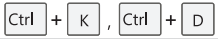 Ctrl + K , Ctrl + D